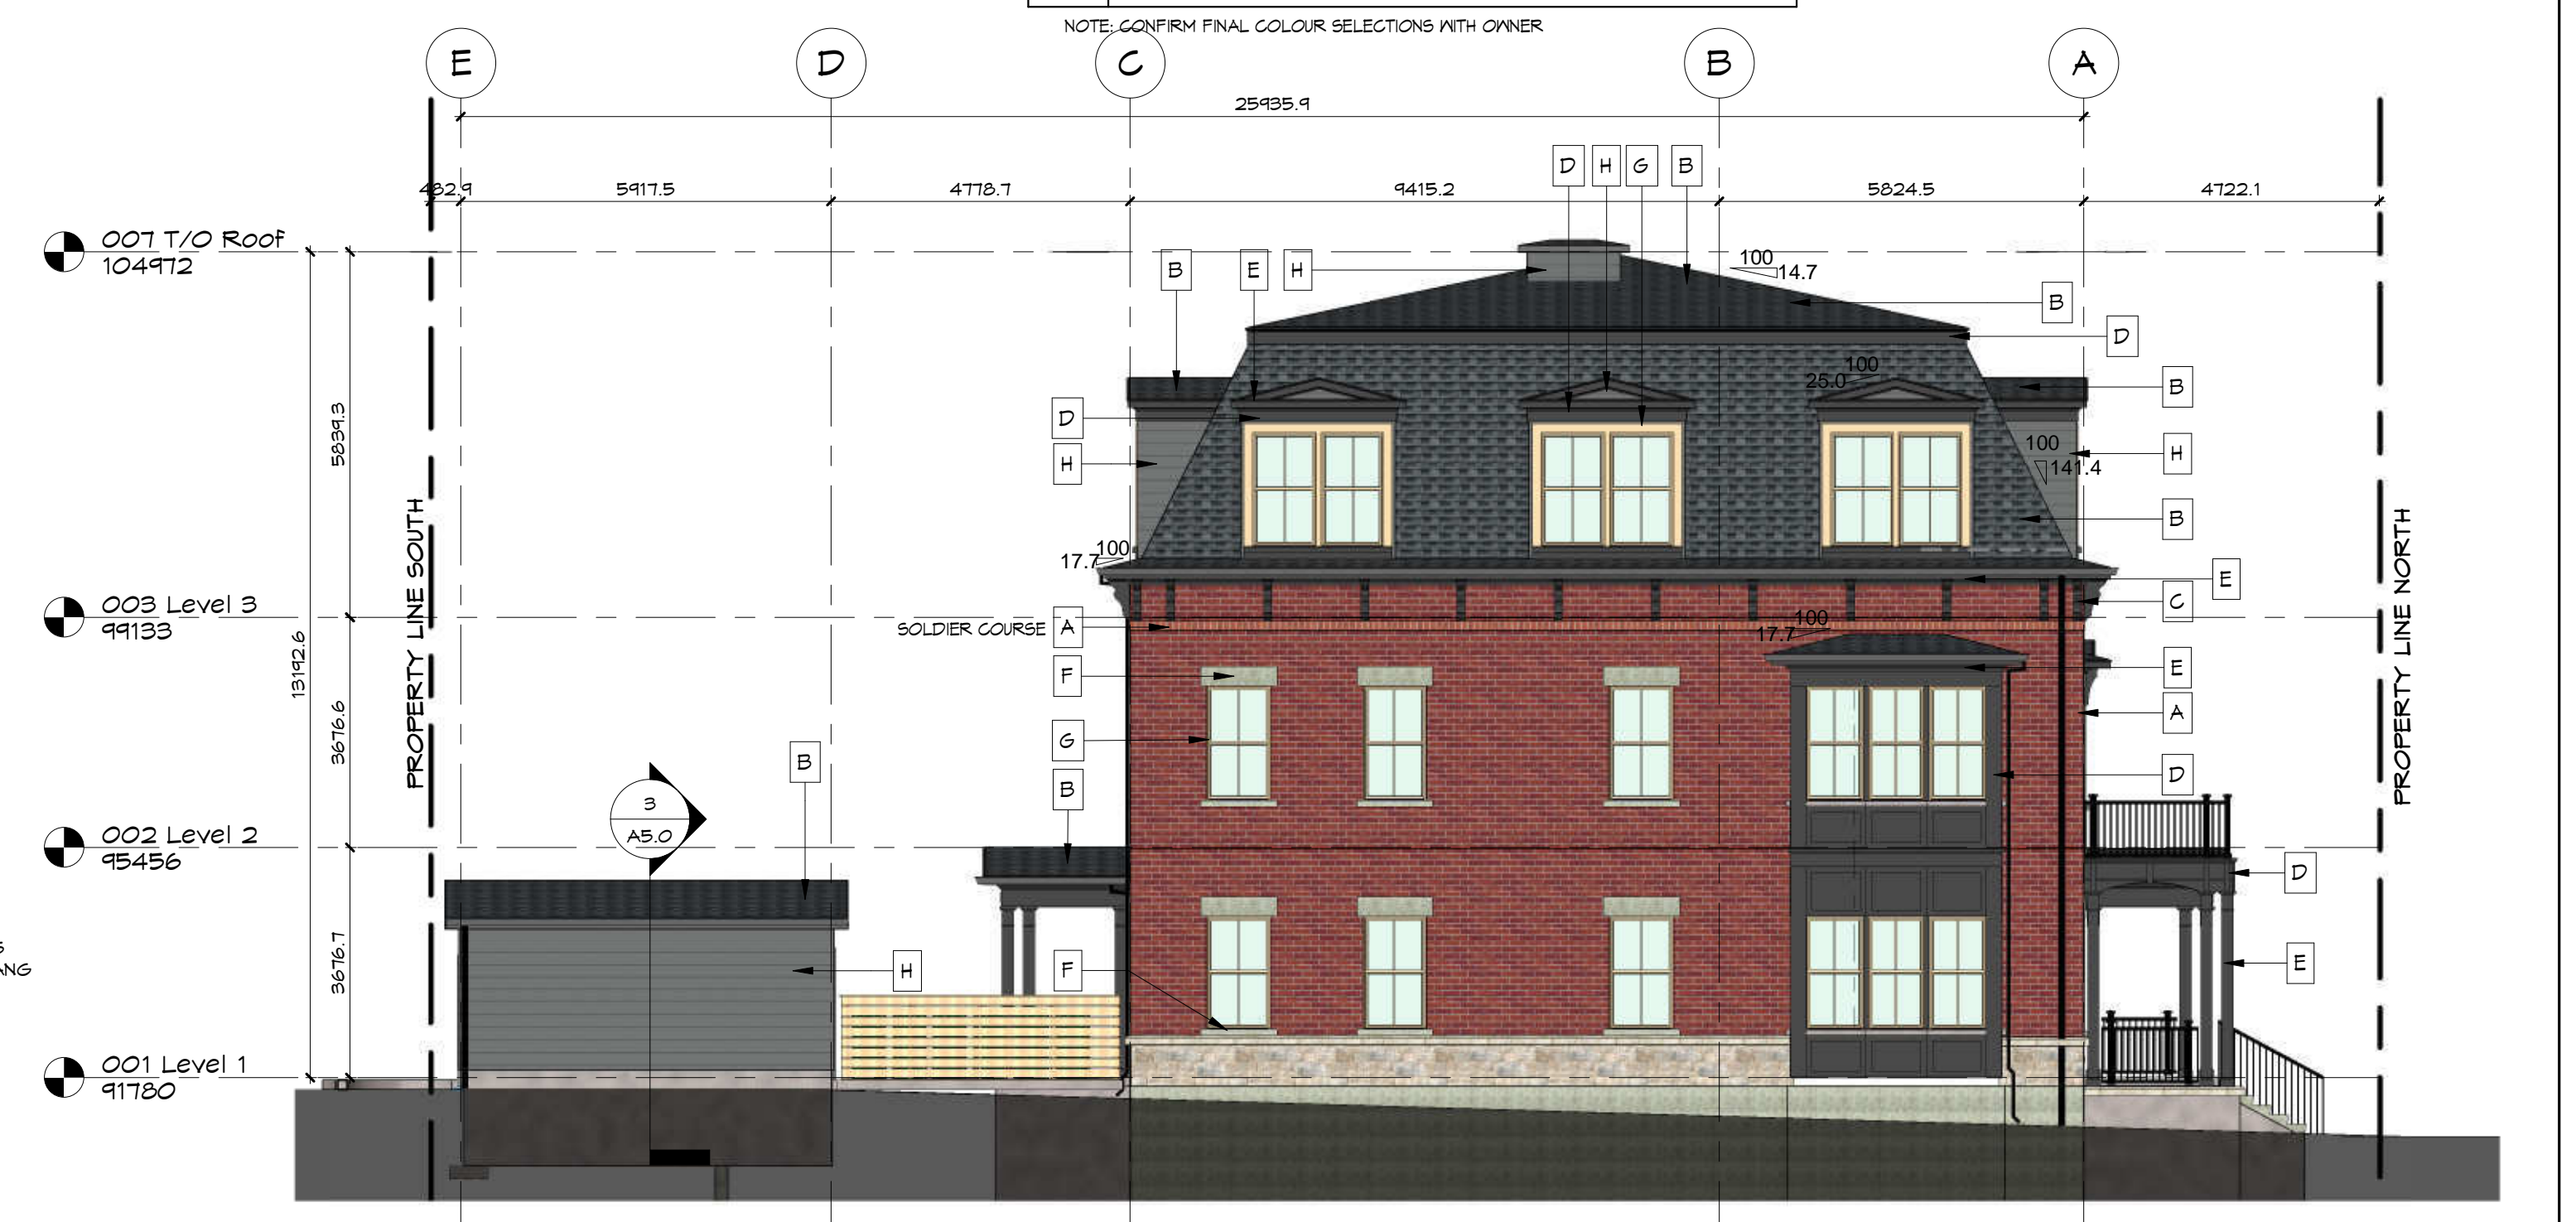 NOTE: CONFIRM FINAL COLOUR SELECTIONS WITH OWNER
E D C B A
25935.9
482.9 5917.5 4778.7 9415.2 5824.5 4722.1
D H G B
007 T/O Roof
104972
B E H
100
14.7
B
D
100
25.0
B
D
H
100
141.4
H
B
5839.3
PROPERTY LINE SOUTH
PROPERTY LINE NORTH
100
17.7
E
003 Level 3
99133
C
SOLDIER COURSE A
100
17.7
13192.6
F
E
A
G
3676.6
B
B
D
3
A5.0
002 Level 2
95456
D
3676.7
H
F
E
001 Level 1
91780